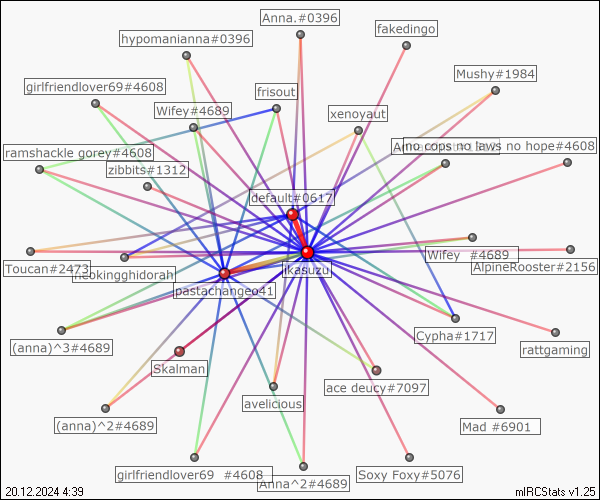 Anna.#0396
fakedingo
hypomanianna#0396
Mushy#1984
girlfriendlover69#4608
frisout
Wifey#4689
xenoyaut
no cops no laws no hope#4608
ramshackle gorey#4608
zibbits#1312
default#0617
Toucan#2473
neokingghidorah
ikasuzu
Wifey #4689
AlpineRooster#2156
pastachangeo41
(anna)^3#4689
Cypha#1717
rattgaming
Skalman
ace deucy#7097
avelicious
(anna)^2#4689
Mad #6901
girlfriendlover69 #4608
Anna^2#4689
Soxy Foxy#5076
20.12.2024 4:39
mIRCStats v1.25